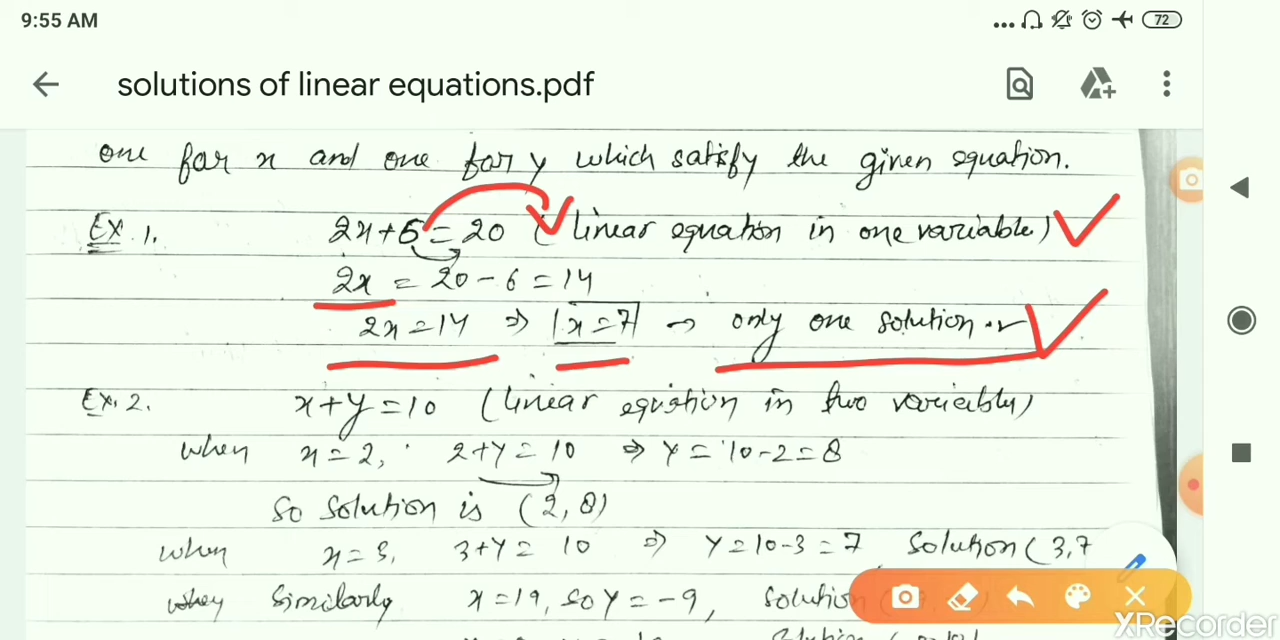 9:55 AM
72
solutions of linear equations.pdf
one for x and one for y which satisfy the given equation.
Ex 1. 2x+6=20 (linear equation in one variable)
2x = 20-6=14
2x=14 ⇒ x=7 → only one solution
Ex. 2. x+y=10 (linear equation in two variably)
when x=2, 2+y=10 ⇒ y=10-2=8
So solution is (2,8)
when x=3, 3+y=10 ⇒ y=10-3=7 solution (3,7
Similarly x=19, so y=-9, solution
XRecorder